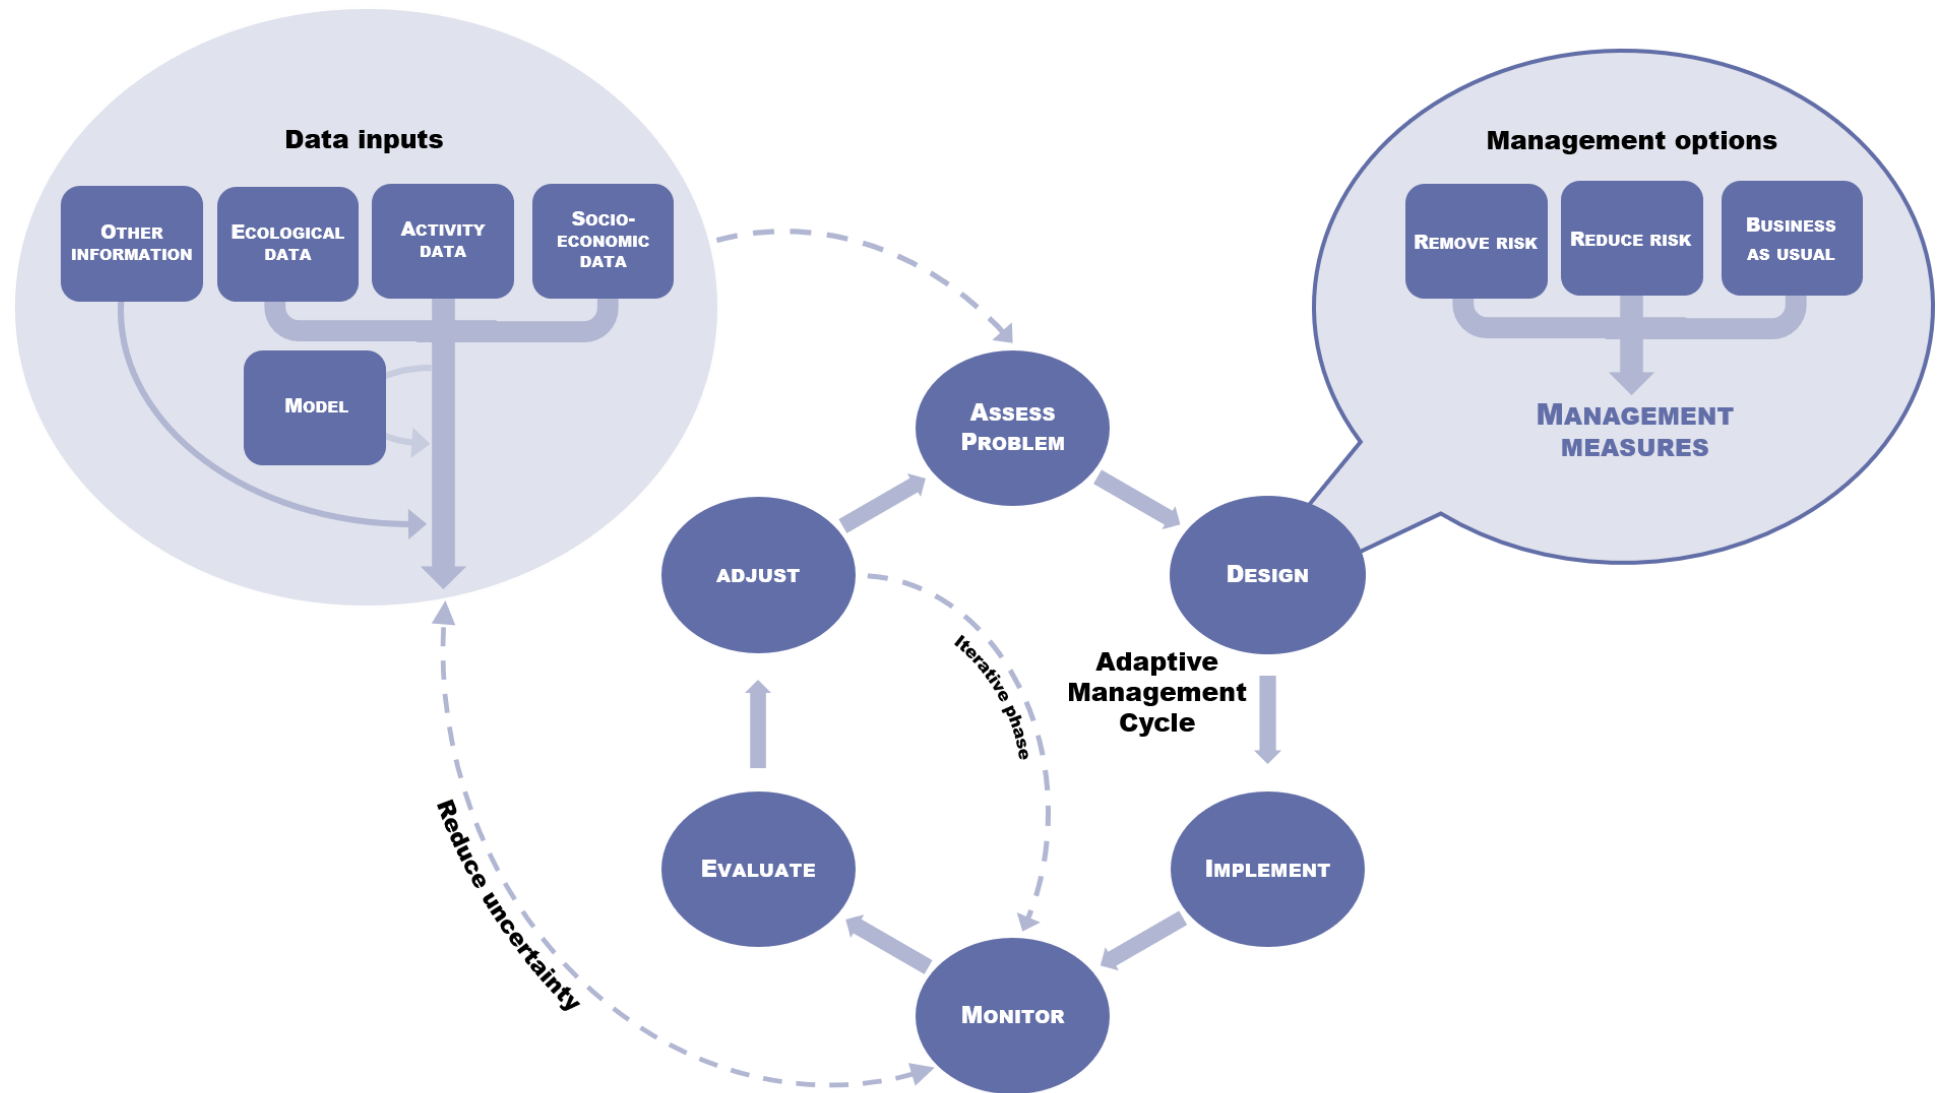 Data inputs
OTHER
INFORMATION
ECOLOGICAL
DATA
ACTIVITY
DATA
SOCIO-
ECONOMIC
DATA
MODEL
Management options
REMOVE RISK
REDUCE RISK
BUSINESS
AS USUAL
MANAGEMENT
MEASURES
ASSESS
PROBLEM
DESIGN
ADJUST
Iterative phase
Adaptive
Management
Cycle
IMPLEMENT
EVALUATE
MONITOR
Reduce uncertainty